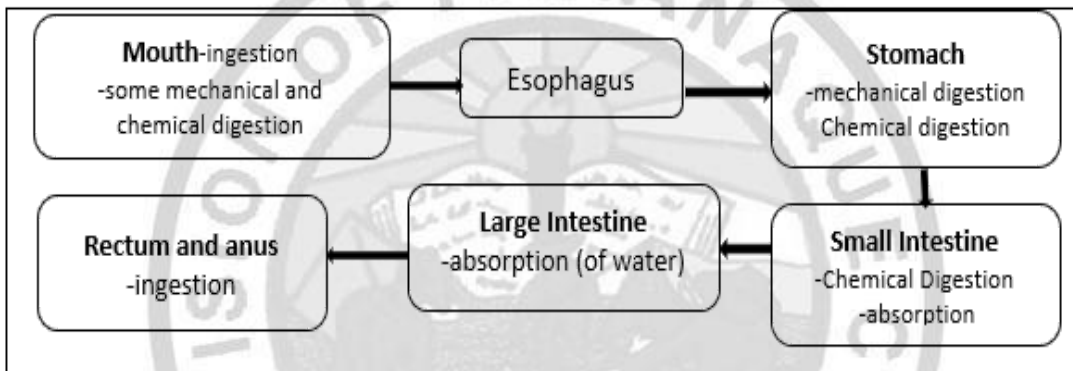 Mouth-ingestion
-some mechanical and
chemical digestion
Esophagus
Stomach
-mechanical digestion
Chemical digestion
Small Intestine
-Chemical Digestion
-absorption
Large Intestine
-absorption (of water)
Rectum and anus
-ingestion